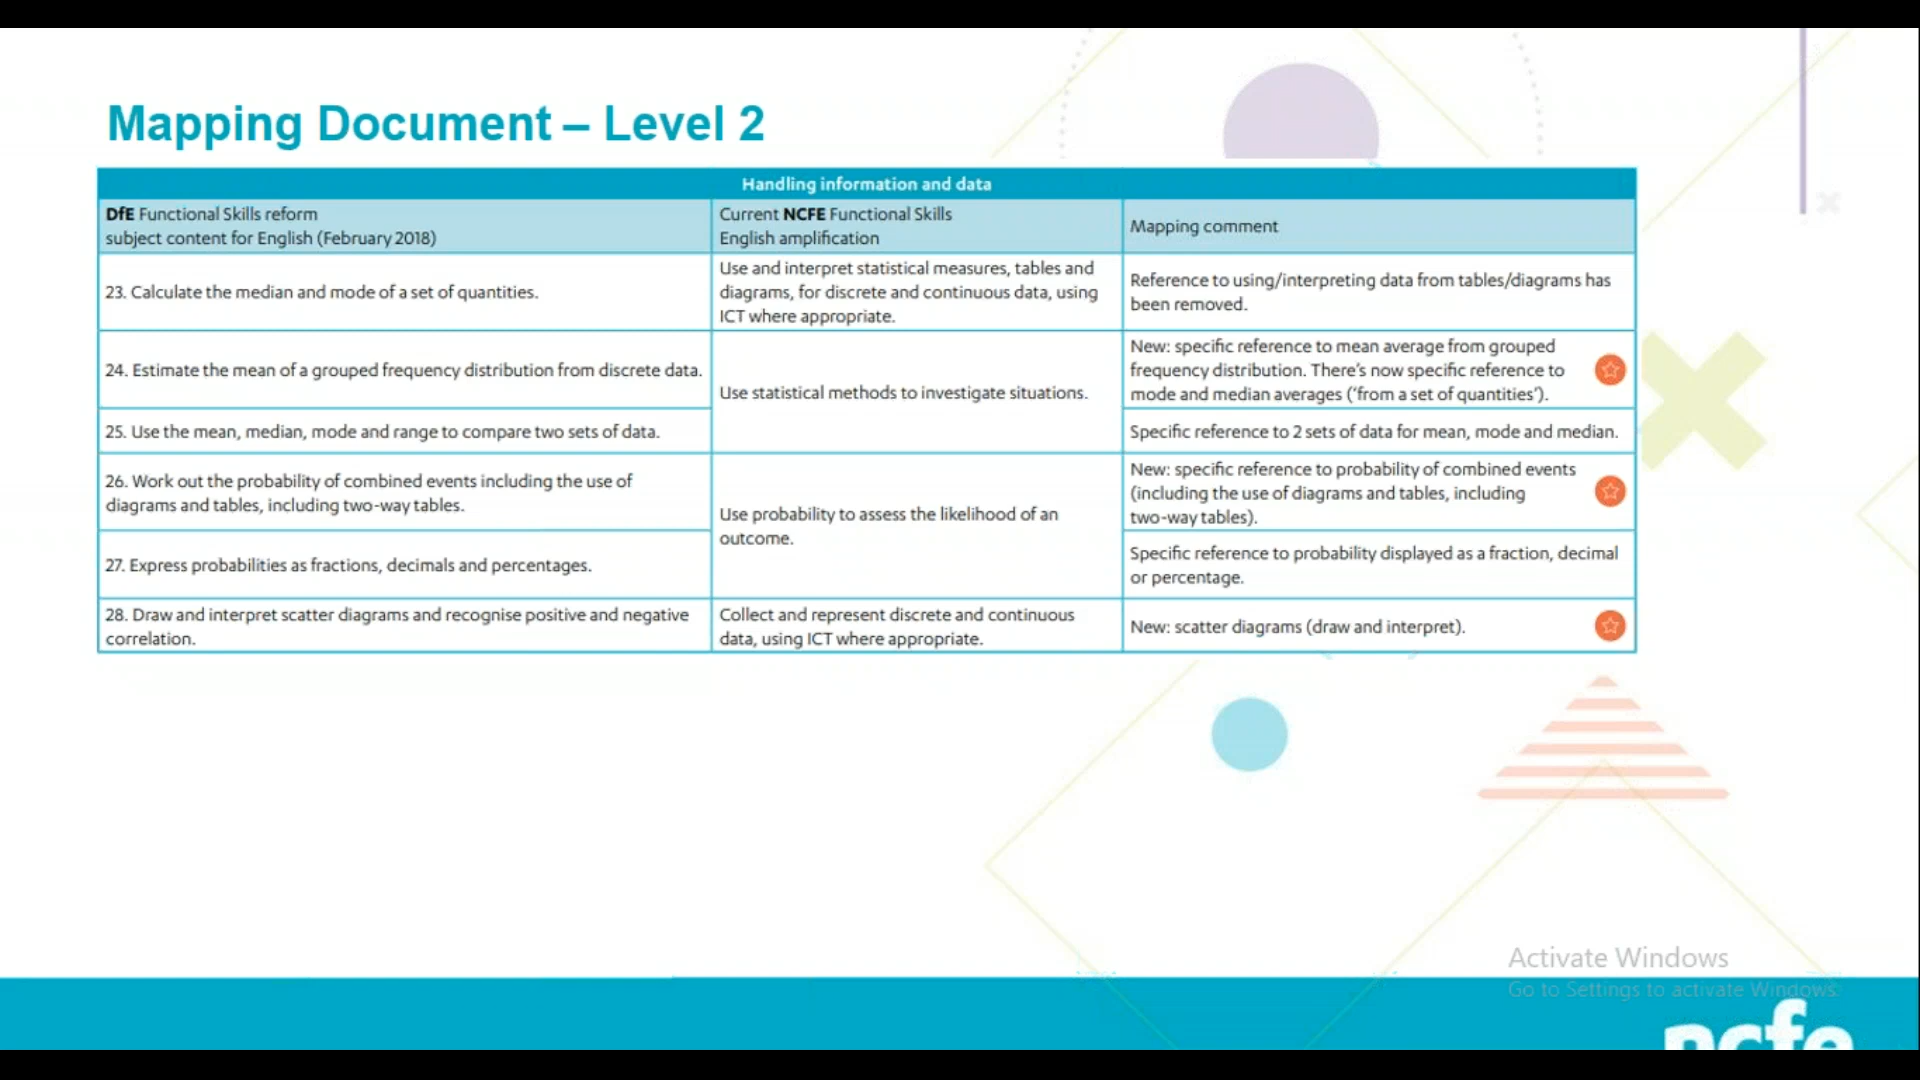 Mapping Document – Level 2
Handling information and data
DfE Functional Skills reform
subject content for English (February 2018)
Current NCFE Functional Skills
English amplification
Mapping comment
23. Calculate the median and mode of a set of quantities.
Use and interpret statistical measures, tables and
diagrams, for discrete and continuous data, using
ICT where appropriate.
Reference to using/interpreting data from tables/diagrams has
been removed.
24. Estimate the mean of a grouped frequency distribution from discrete data.
Use statistical methods to investigate situations.
New: specific reference to mean average from grouped
frequency distribution. There's now specific reference to
mode and median averages ('from a set of quantities').
25. Use the mean, median, mode and range to compare two sets of data.
Specific reference to 2 sets of data for mean, mode and median.
26. Work out the probability of combined events including the use of
diagrams and tables, including two-way tables.
Use probability to assess the likelihood of an
outcome.
New: specific reference to probability of combined events
(including the use of diagrams and tables, including
two-way tables).
27. Express probabilities as fractions, decimals and percentages.
Specific reference to probability displayed as a fraction, decimal
or percentage.
28. Draw and interpret scatter diagrams and recognise positive and negative
correlation.
Collect and represent discrete and continuous
data, using ICT where appropriate.
New: scatter diagrams (draw and interpret).
Activate Windows
Go to Settings to activate Windows.
ncfe